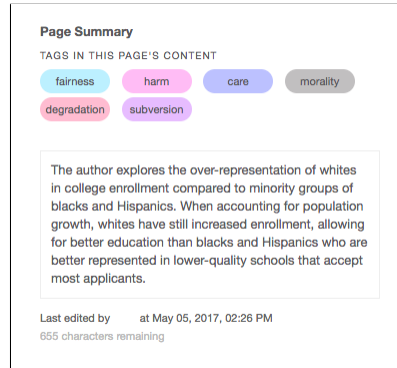 Page Summary
TAGS IN THIS PAGE'S CONTENT
fairness harm care morality
degradation subversion
The author explores the over-representation of whites
in college enrollment compared to minority groups of
blacks and Hispanics. When accounting for population
growth, whites have still increased enrollment, allowing
for better education than blacks and Hispanics who are
better represented in lower-quality schools that accept
most applicants.
Last edited by at May 05, 2017, 02:26 PM
655 characters remaining